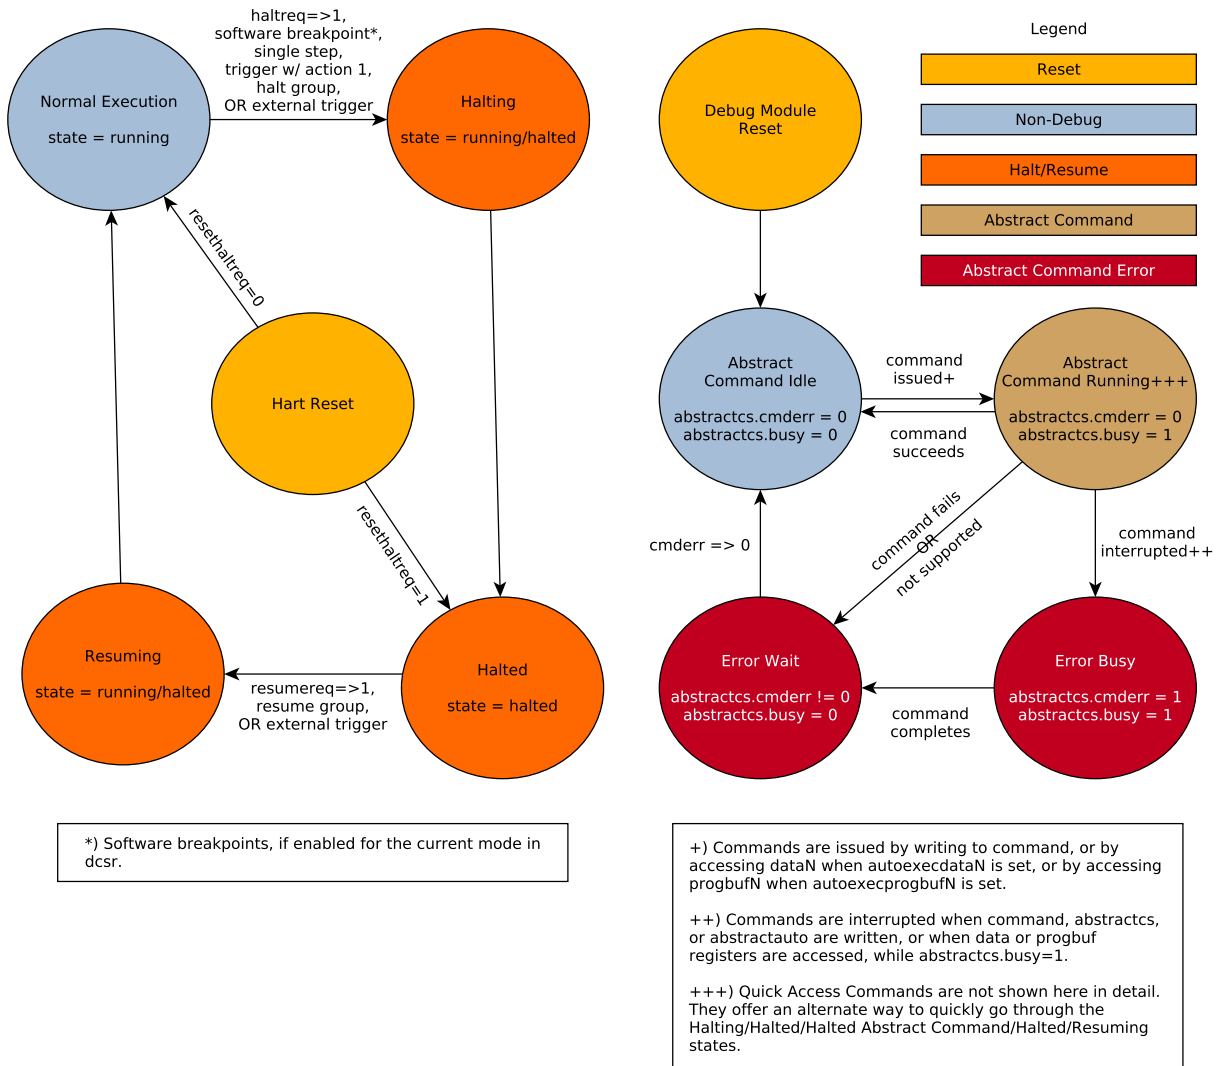 haltreq=>1,
software breakpoint*,
single step,
trigger w/ action 1,
halt group,
OR external trigger
Normal Execution
state = running
Halting
state = running/halted
resethaltreq=0
Hart Reset
resethaltreq=1
Resuming
state = running/halted
Halted
state = halted
resumereq=>1,
resume group,
OR external trigger
*) Software breakpoints, if enabled for the current mode in
dcsr.
Debug Module
Reset
Legend
Reset
Non-Debug
Halt/Resume
Abstract Command
Abstract Command Error
Abstract
Command Idle
abstractcs.cmderr = 0
abstractcs.busy = 0
command
issued+
command
succeeds
Abstract
Command Running+++
abstractcs.cmderr = 0
abstractcs.busy = 1
cmderr => 0
command fails
OR
not supported
command
interrupted++
Error Wait
abstractcs.cmderr != 0
abstractcs.busy = 0
command
completes
Error Busy
abstractcs.cmderr = 1
abstractcs.busy = 1
+) Commands are issued by writing to command, or by
accessing dataN when autoexecdataN is set, or by accessing
progbufN when autoexecprogbufN is set.
++) Commands are interrupted when command, abstractcs,
or abstractauto are written, or when data or progbuf
registers are accessed, while abstractcs.busy=1.
+++) Quick Access Commands are not shown here in detail.
They offer an alternate way to quickly go through the
Halting/Halted/Halted Abstract Command/Halted/Resuming
states.